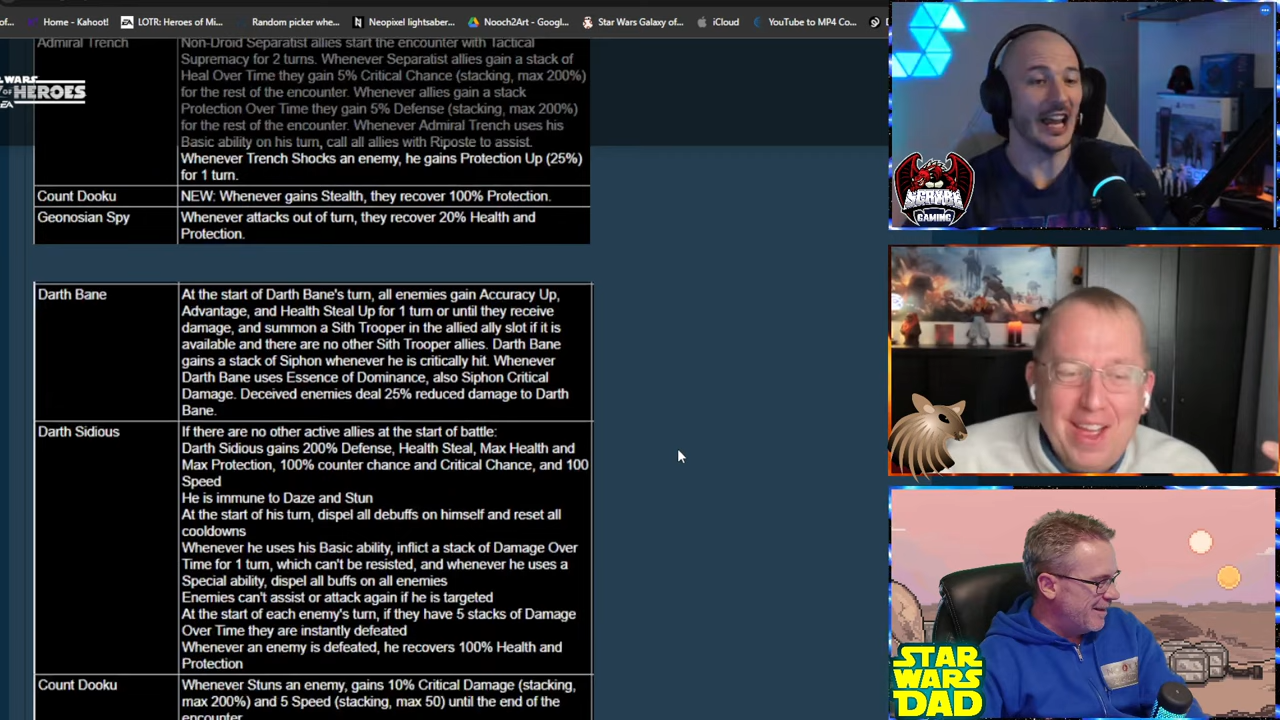 of...
Home - Kahoot!
LOTR: Heroes of Mi...
Random picker whe...
Neopixel lightsaber...
Nooch2Art - Googl...
Star Wars Galaxy of...
iCloud
YouTube to MP4 Co...
D
WARS
OF HEROES
EA
Admiral Trench
Non-Droid Separatist allies start the encounter with Tactical
Supremacy for 2 turns. Whenever Separatist allies gain a stack of
Heal Over Time they gain 5% Critical Chance (stacking, max 200%)
for the rest of the encounter. Whenever allies gain a stack
Protection Over Time they gain 5% Defense (stacking, max 200%)
for the rest of the encounter. Whenever Admiral Trench uses his
Basic ability on his turn, call all allies with Riposte to assist.
Whenever Trench Shocks an enemy, he gains Protection Up (25%)
for 1 turn.
Count Dooku
NEW: Whenever gains Stealth, they recover 100% Protection.
Geonosian Spy
Whenever attacks out of turn, they recover 20% Health and
Protection.
Darth Bane
At the start of Darth Bane's turn, all enemies gain Accuracy Up,
Advantage, and Health Steal Up for 1 turn or until they receive
damage, and summon a Sith Trooper in the allied ally slot if it is
available and there are no other Sith Trooper allies. Darth Bane
gains a stack of Siphon whenever he is critically hit. Whenever
Darth Bane uses Essence of Dominance, also Siphon Critical
Damage. Deceived enemies deal 25% reduced damage to Darth
Bane.
Darth Sidious
If there are no other active allies at the start of battle:
Darth Sidious gains 200% Defense, Health Steal, Max Health and
Max Protection, 100% counter chance and Critical Chance, and 100
Speed
He is immune to Daze and Stun
At the start of his turn, dispel all debuffs on himself and reset all
cooldowns
Whenever he uses his Basic ability, inflict a stack of Damage Over
Time for 1 turn, which can't be resisted, and whenever he uses a
Special ability, dispel all buffs on all enemies
Enemies can't assist or attack again if he is targeted
At the start of each enemy's turn, if they have 5 stacks of Damage
Over Time they are instantly defeated
Whenever an enemy is defeated, he recovers 100% Health and
Protection
Count Dooku
Whenever Stuns an enemy, gains 10% Critical Damage (stacking,
max 200%) and 5 Speed (stacking, max 50) until the end of the
encounter
GAMING
STAR
WARS
DAD